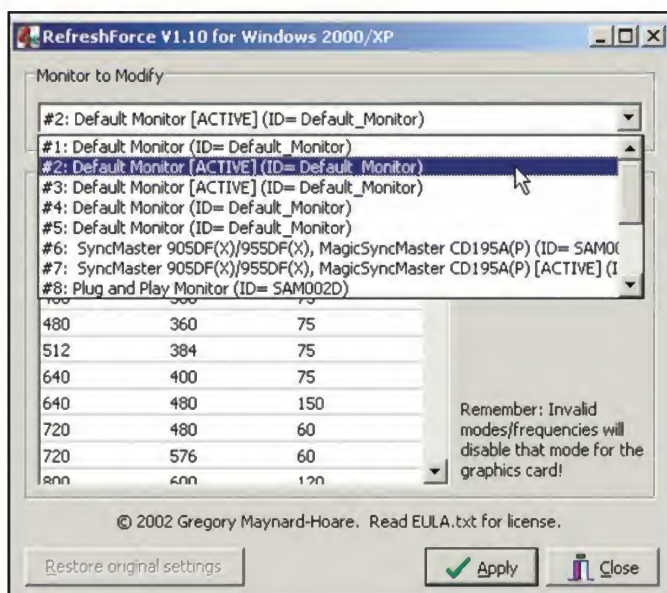 RefreshForce V1.10 for Windows 2000/XP
Monitor to Modify
#2: Default Monitor [ACTIVE] (ID= Default_Monitor)
#1: Default Monitor (ID= Default_Monitor)
#2: Default Monitor [ACTIVE] (ID= Default_Monitor)
#3: Default Monitor [ACTIVE] (ID= Default_Monitor)
#4: Default Monitor (ID= Default_Monitor)
#5: Default Monitor (ID= Default_Monitor)
#6: SyncMaster 905DF(X)/955DF(X), MagicSyncMaster CD195A(P) (ID=
#7: SyncMaster 905DF(X)/955DF(X), MagicSyncMaster CD195A(P) [ACTIVE]
#8: Plug and Play Monitor (ID= SAM002D)
480 360 75
512 384 75
640 400 75
640 480 150
720 480 60
720 576 60
800 600 120
Remember: Invalid
modes/frequencies will
disable that mode for the
graphics card!
© 2002 Gregory Maynard-Hoare. Read EULA.txt for license.
Restore original settings
Apply
Close